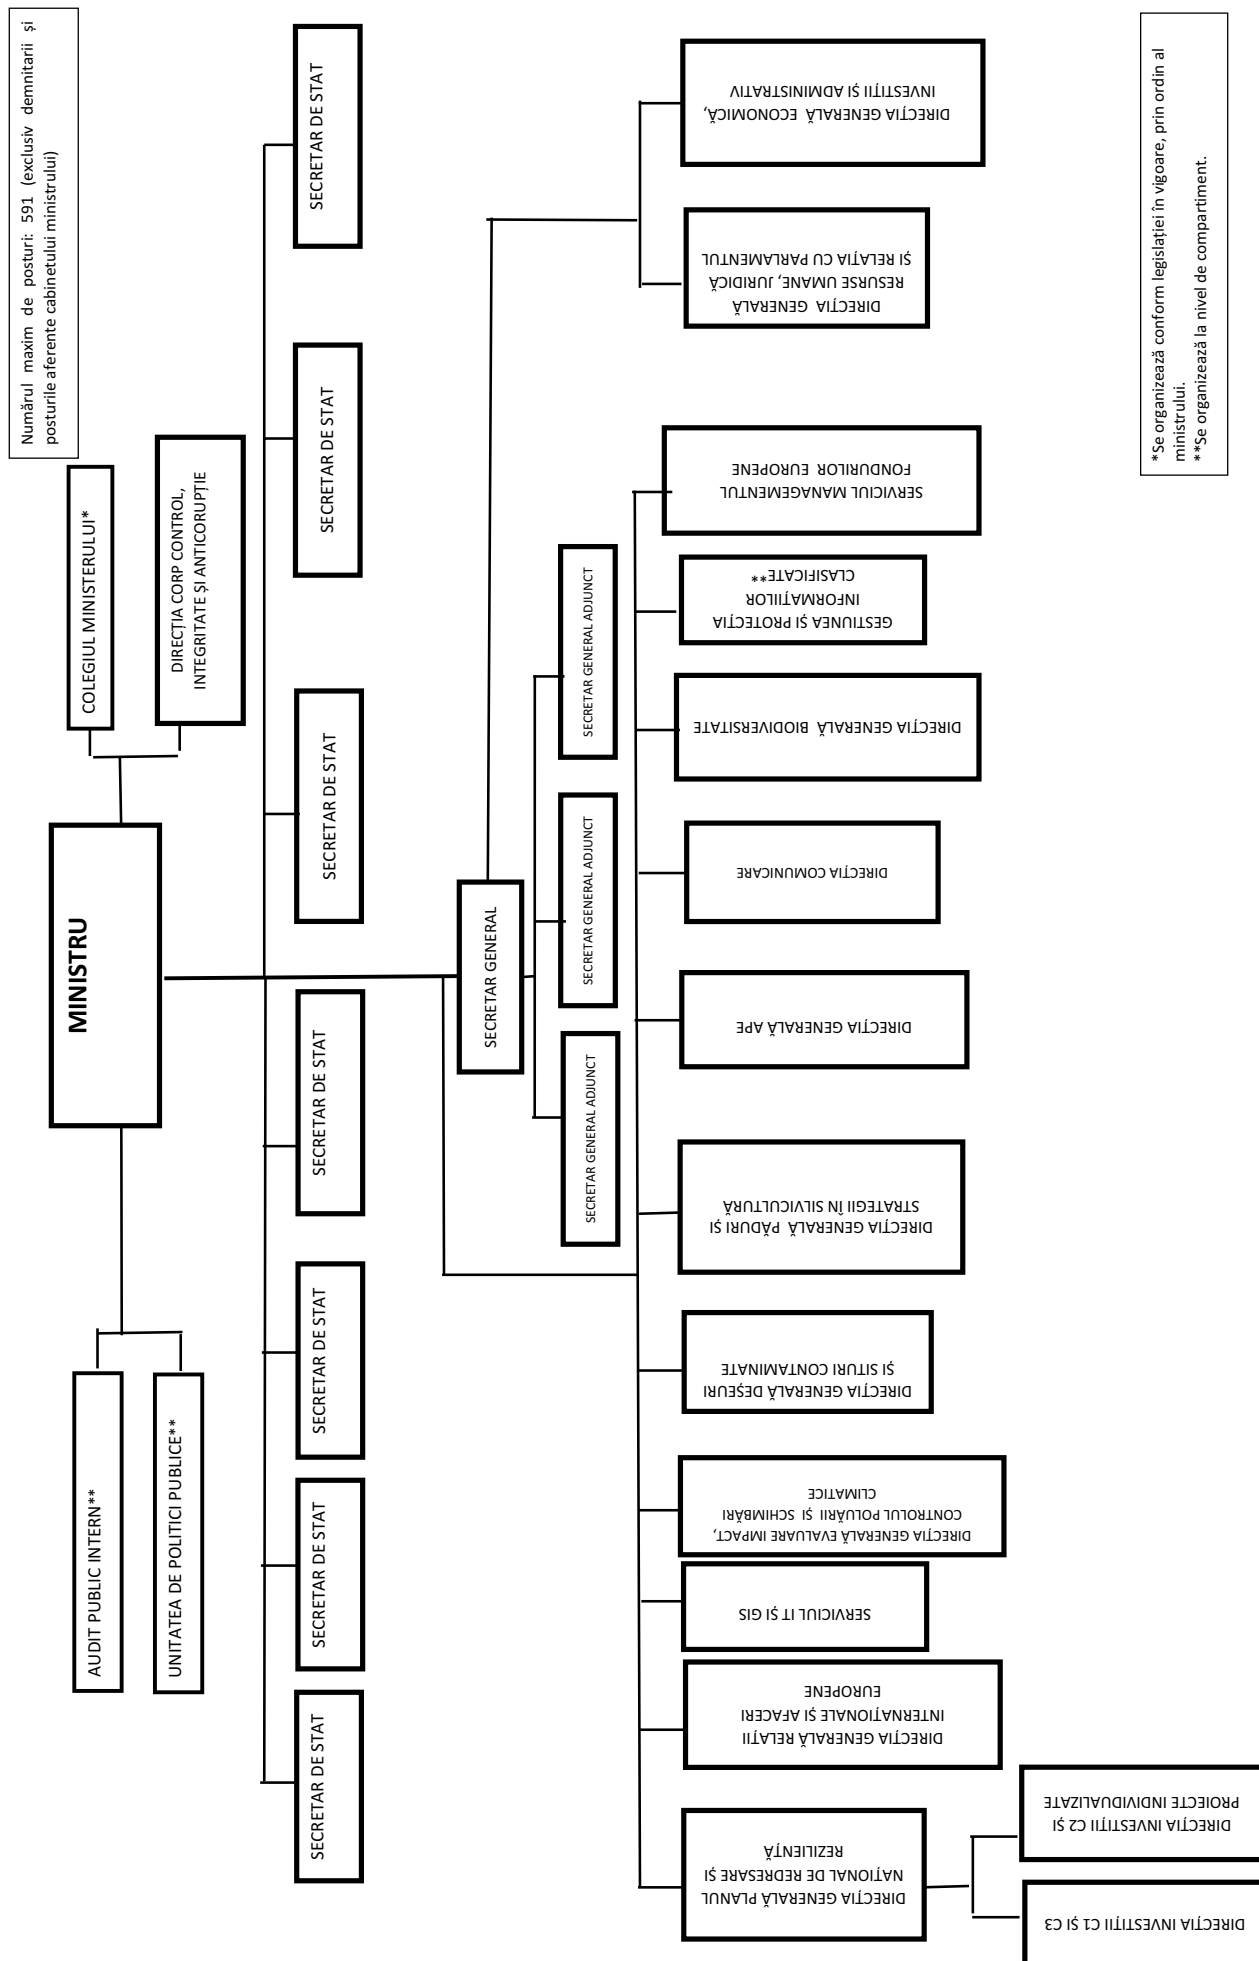 Numărul maxim de posturi: 591 (exclusiv demnitarii și
posturile aferente cabinetului ministrului)
COLEGIUL MINISTERULUI*
DIRECȚIA CORP CONTROL,
INTEGRITATE ȘI ANTICORUPȚIE
MINISTRU
AUDIT PUBLIC INTERN**
UNITATEA DE POLITICI PUBLICE**
SECRETAR DE STAT
SECRETAR DE STAT
SECRETAR DE STAT
SECRETAR DE STAT
SECRETAR DE STAT
SECRETAR DE STAT
SECRETAR DE STAT
SECRETAR GENERAL
SECRETAR GENERAL ADJUNCT
SECRETAR GENERAL ADJUNCT
SECRETAR GENERAL ADJUNCT
DIRECȚIA GENERALĂ PLANUL
NAȚIONAL DE REDRESARE ȘI
REZILIENȚĂ
DIRECȚIA GENERALĂ RELAȚII
INTERNAȚIONALE ȘI AFACERI
EUROPENE
SERVICIUL IT ȘI GIS
DIRECȚIA GENERALĂ EVALUARE IMPACT,
CONTROLUL POLUĂRII ȘI SCHIMBĂRI
CLIMATICE
DIRECȚIA GENERALĂ DEȘEURI
ȘI SITURI CONTAMINATE
DIRECȚIA GENERALĂ PĂDURI ȘI
STRATEGII ÎN SILVICULTURĂ
DIRECȚIA GENERALĂ APE
DIRECȚIA COMUNICARE
DIRECȚIA GENERALĂ BIODIVERSITATE
GESTIUNEA ȘI PROTECȚIA
INFORMAȚIILOR
CLASIFICATE**
SERVICIUL MANAGEMENTUL
FONDURILOR EUROPENE
DIRECȚIA GENERALĂ
RESURSE UMANE, JURIDICĂ
ȘI RELAȚIA CU PARLAMENTUL
DIRECȚIA GENERALĂ ECONOMICĂ,
INVESTIȚII ȘI ADMINISTRATIV
DIRECȚIA INVESTIȚII C1 ȘI C3
DIRECȚIA INVESTIȚII C2 ȘI
PROIECTE INDIVIDUALIZATE
*Se organizează conform legislației în vigoare, prin ordin al
ministrului.
**Se organizează la nivel de compartiment.